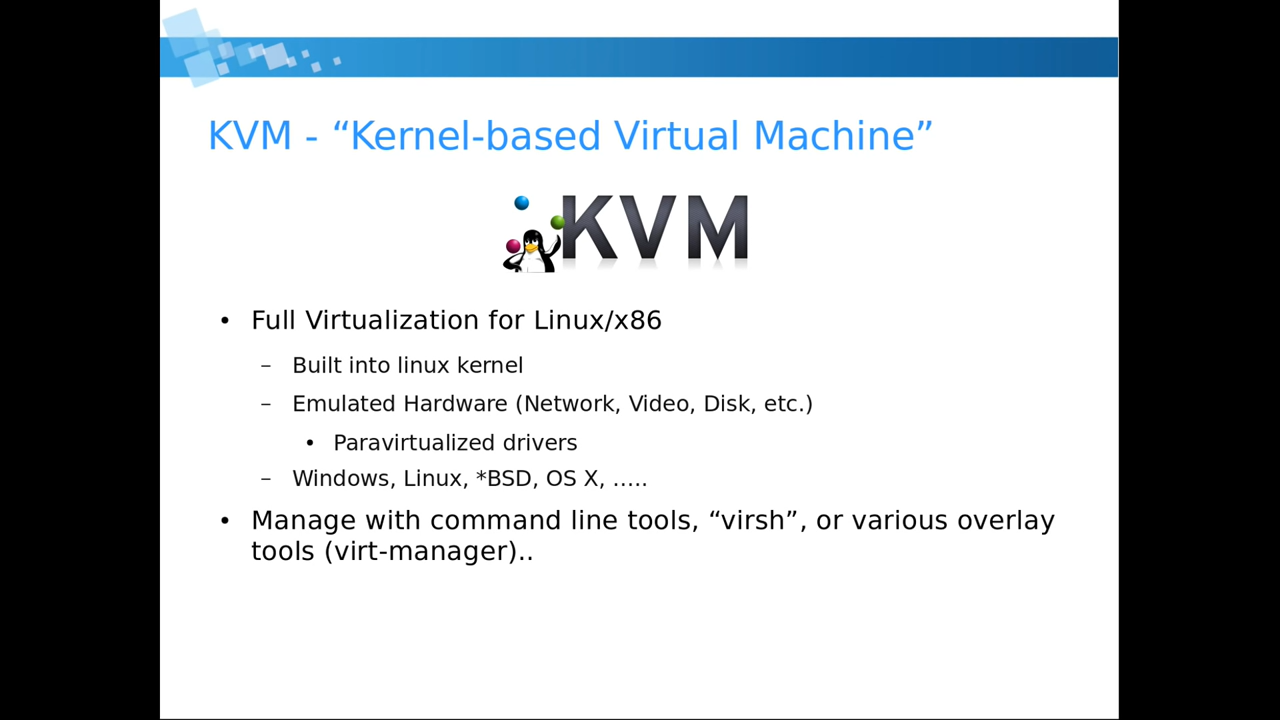 KVM - “Kernel-based Virtual Machine”
KVM
• Full Virtualization for Linux/x86
– Built into linux kernel
– Emulated Hardware (Network, Video, Disk, etc.)
• Paravirtualized drivers
– Windows, Linux, *BSD, OS X, .....
• Manage with command line tools, “virsh”, or various overlay
tools (virt-manager)..